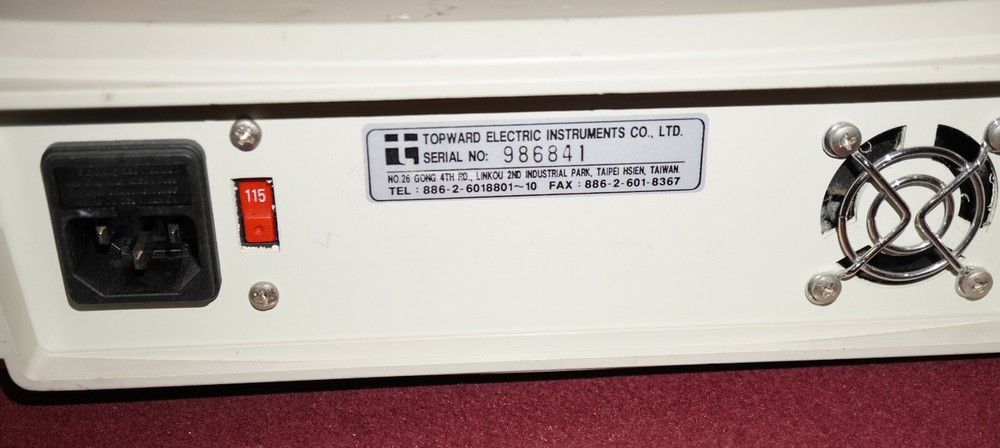 115
TOPWARD ELECTRIC INSTRUMENTS CO., LTD.
SERIAL NO: 986841
NO.26 GONG 4TH RD., LINKOU 2ND INDUSTRIAL PARK, TAIPEI HSIEN, TAIWAN.
TEL : 886-2-6018801~10 FAX : 886-2-601-8367